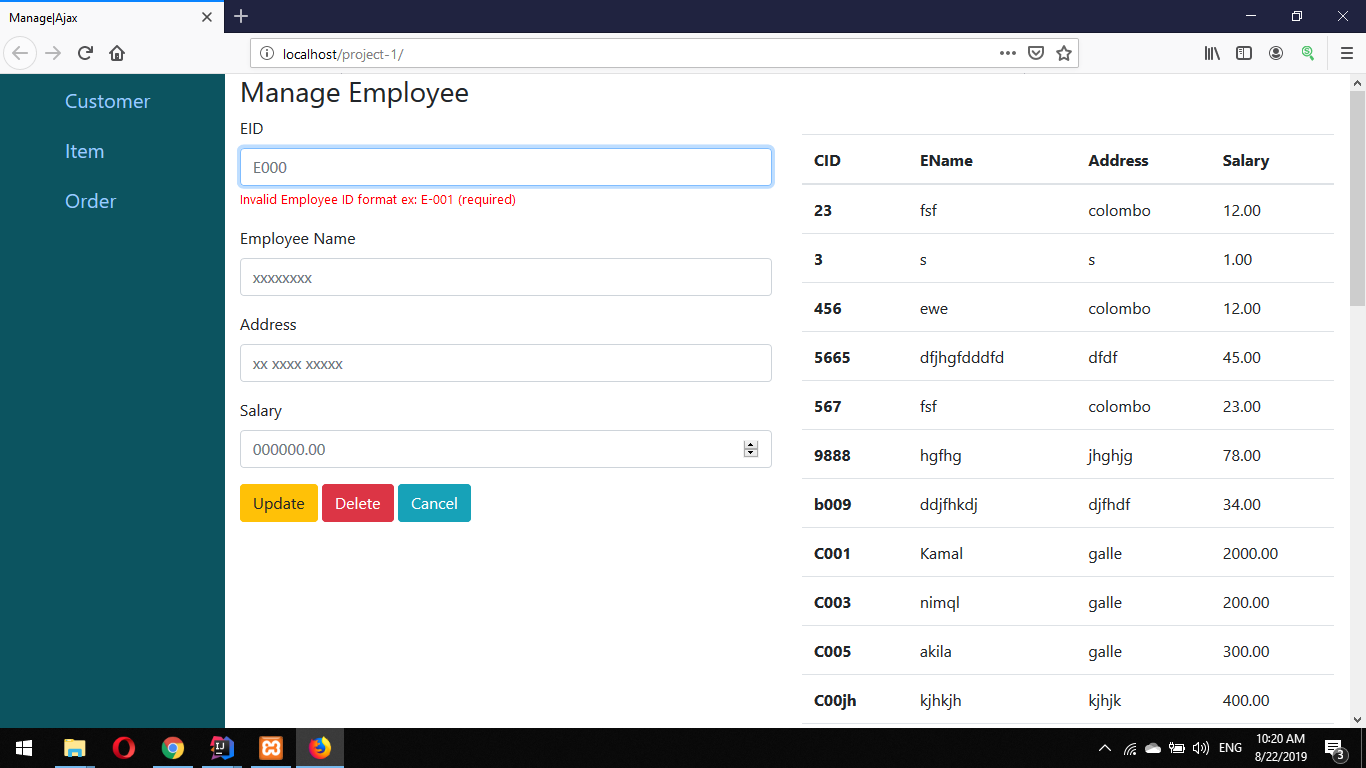 Manage|Ajax
localhost/project-1/
Customer
Item
Order
Manage Employee
EID
E000
Invalid Employee ID format ex: E-001 (required)
Employee Name
xxxxxxxx
Address
xx xxxx xxxxx
Salary
000000.00
Update Delete Cancel
CID EName Address Salary
23 fsf colombo 12.00
3 s s 1.00
456 ewe colombo 12.00
5665 dfjhgfdddfd dfdf 45.00
567 fsf colombo 23.00
9888 hgfhg jhghjg 78.00
b009 ddjfhkdj djfhdf 34.00
C001 Kamal galle 2000.00
C003 nimql galle 200.00
C005 akila galle 300.00
C00jh kjhkjh kjhjk 400.00
ENG
10:20 AM
8/22/2019
3